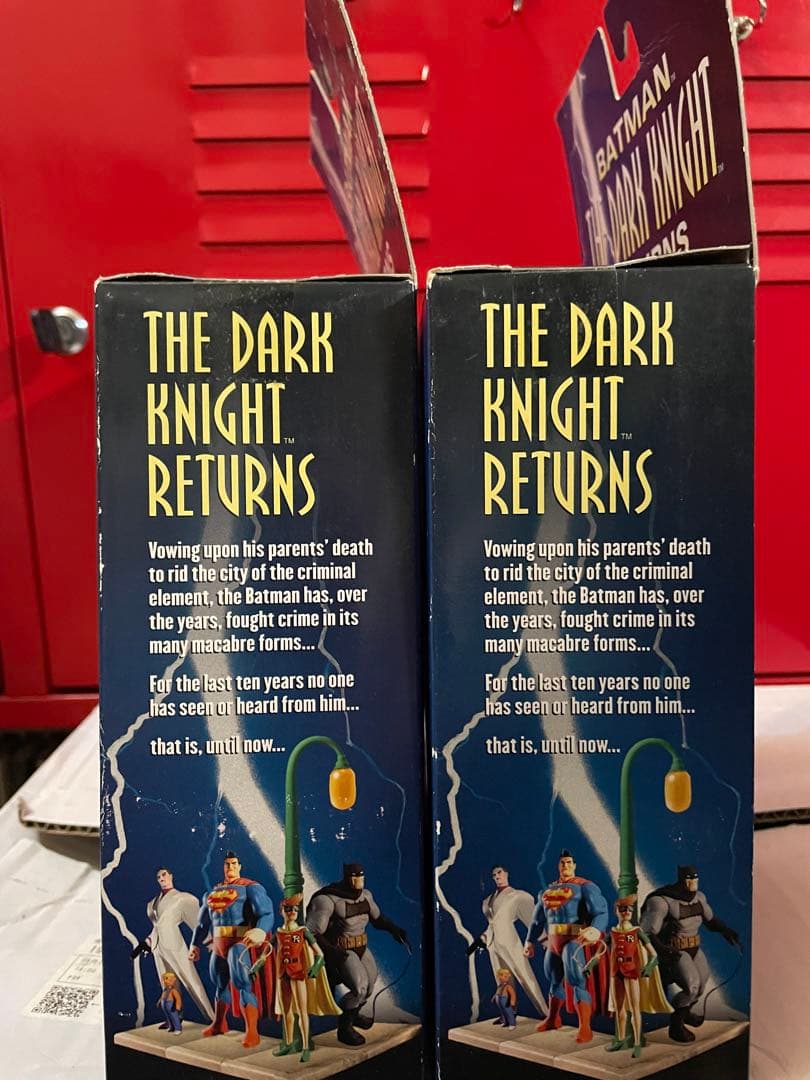 BATMAN™
THE DARK KNIGHT™
THE DARK
KNIGHT™
RETURNS
Vowing upon his parents' death
to rid the city of the criminal
element, the Batman has, over
the years, fought crime in its
many macabre forms...
For the last ten years no one
has seen or heard from him...
that is, until now...
THE DARK
KNIGHT™
RETURNS
Vowing upon his parents' death
to rid the city of the criminal
element, the Batman has, over
the years, fought crime in its
many macabre forms...
For the last ten years no one
has seen or heard from him...
that is, until now...